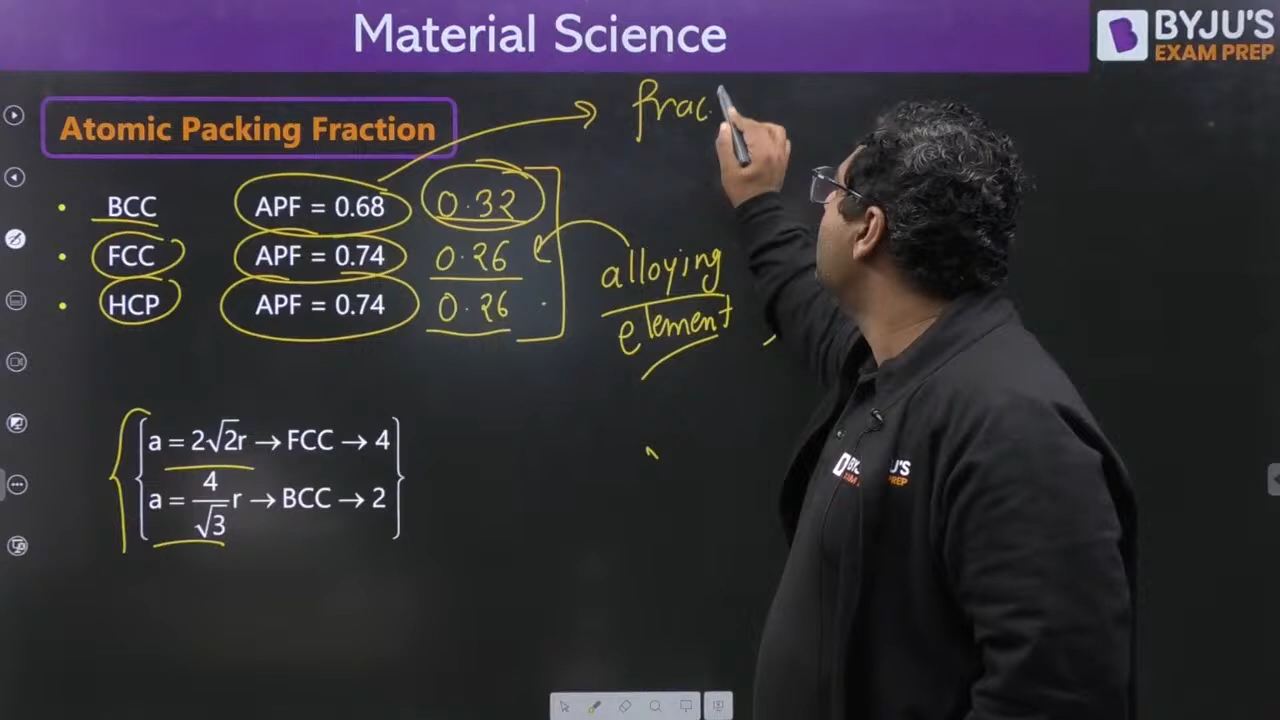 Material Science
BYJU'S
EXAM PREP
Atomic Packing Fraction
frac
• BCC APF = 0.68 0.32
• FCC APF = 0.74 0.26
• HCP APF = 0.74 0.26
alloying
element
a = 2√2r → FCC → 4
a = 4/√3 r → BCC → 2